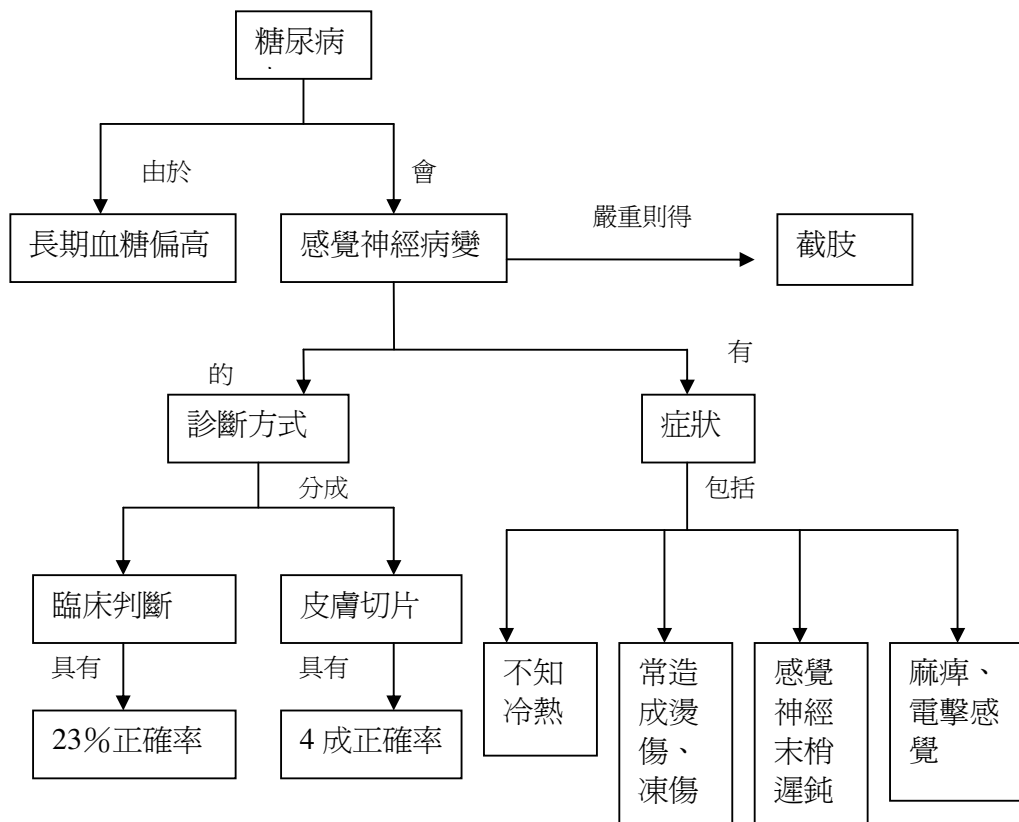 糖尿病
由於
會
嚴重則得
長期血糖偏高
感覺神經病變
截肢
的
有
診斷方式
症狀
分成
包括
臨床判斷
皮膚切片
具有
具有
不知
冷熱
常造
成燙
傷、
凍傷
感覺
神經
末梢
遲鈍
麻痺、
電擊感
覺
23%正確率
4 成正確率